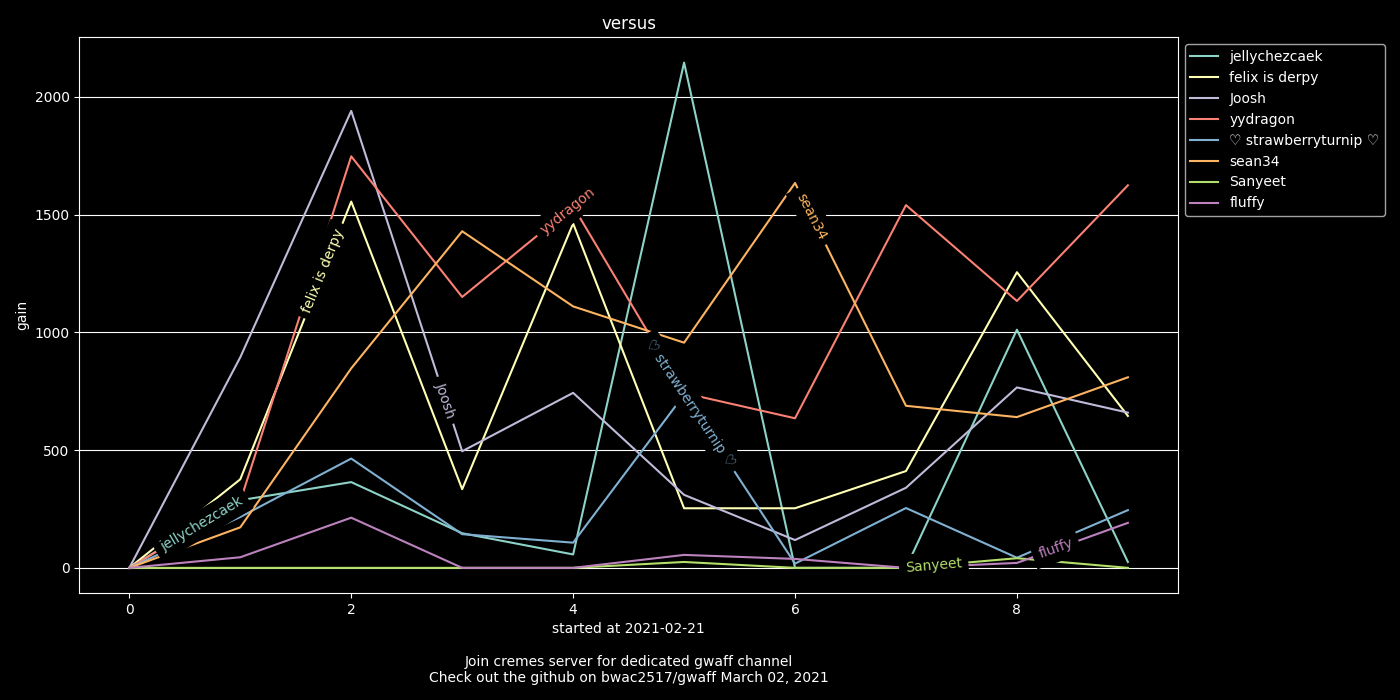 versus
2000
1500
1000
500
0
gain
0 2 4 6 8
started at 2021-02-21
Join cremes server for dedicated gwaff channel
Check out the github on bwac2517/gwaff March 02, 2021
jellychezcaek
felix is derpy
Joosh
yydragon
♡ strawberryturnip ♡
sean34
Sanyeet
fluffy
jellychezcaek
felix is derpy
Joosh
yydragon
♡ strawberryturnip ♡
sean34
Sanyeet
fluffy